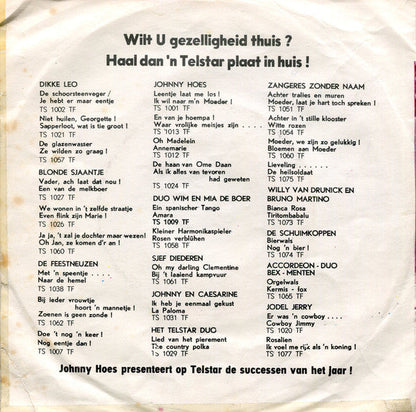 Wilt U gezelligheid thuis ?
Haal dan 'n Telstar plaat in huis !
DIKKE LEO
De schoorsteenveger /
Je hebt er maar eentje
TS 1002 TF
Niet huilen, Georgette !
Sapperloot, wat is tie groot !
TS 1021 TF
De glazenwasser
Ze wilden zo graag !
TS 1057 TF
BLONDE SJAANTJE
Vader, ach laat dat nou !
Een van de melkboer
TS 1027 TF
We wonen in 't zelfde straatje
Even flink zijn Marie !
TS 1026 TF
Ja ja, 't zal je dochter maar wezen!
Oh Jan, ze komen d'r an !
TS 1060 TF
DE FEESTNEUZEN
Met 'n speentje ....
Naar de hemel
TS 1038 TF
Bij ieder vrouwtje
hoort 'n mannetje !
Zoenen is geen zonde !
TS 1062 TF
Doe 't nog 'n keer !
Nog eentje dan !
TS 1007 TF
JOHNNY HOES
Leentje laat me los !
Ik wil naar m'n Moeder !
TS 1001 TF
En van je hoempa !
Waar vrolijke meisjes zijn ....
TS 1013 TF
Oh Madelein
Annemarie
TS 1012 TF
De haan van Ome Daan
Als ik alles van tevoren
had geweten
TS 1024 TF
DUO WIM EN MIA DE BOER
Ein spanischer Tango
Amara
TS 1009 TF
Kleiner Harmonikaspieler
Rosen verblühen
TS 1058 TF
SJEF DIEDEREN
Oh my darling Clementine
Bij 't laaiend kampvuur
TS 1061 TF
JOHNNY EN CAESARINE
Ik heb je eenmaal gekust
La Paloma
TS 1031 TF
HET TELSTAR DUO
Lied van het pierement
The country polka
TS 1029 TF
ZANGERES ZONDER NAAM
Achter tralies en muren
Moeder, laat je hart toch spreken !
TS 1051 TF
Achter in 't stille klooster
Witte rozen
TS 1054 TF
Moeder, we zijn zo gelukkig !
Bloemen aan Moeder
TS 1060 TF
Lieveling .....
De heilsoldaat
TS 1075 TF
WILLY VAN DRUNICK EN
BRUNO MARTINO
Bianca Rosa
Tiritombabalu
TS 1073 TF
DE SCHUIMKOPPEN
Bierwals
Nog 'n bier !
TS 1074 TF
ACCORDEON - DUO
BEX - MENTEN
Orgelwals
Kermis - fox
TS 1065 TF
JODEL JERRY
Er was 'n cowboy ....
Cowboy Jimmy
TS 1020 TF
Rosalien
Ik voel me rijk als 'n koning !
TS 1077 TF
Johnny Hoes presenteert op Telstar de successen van het jaar !